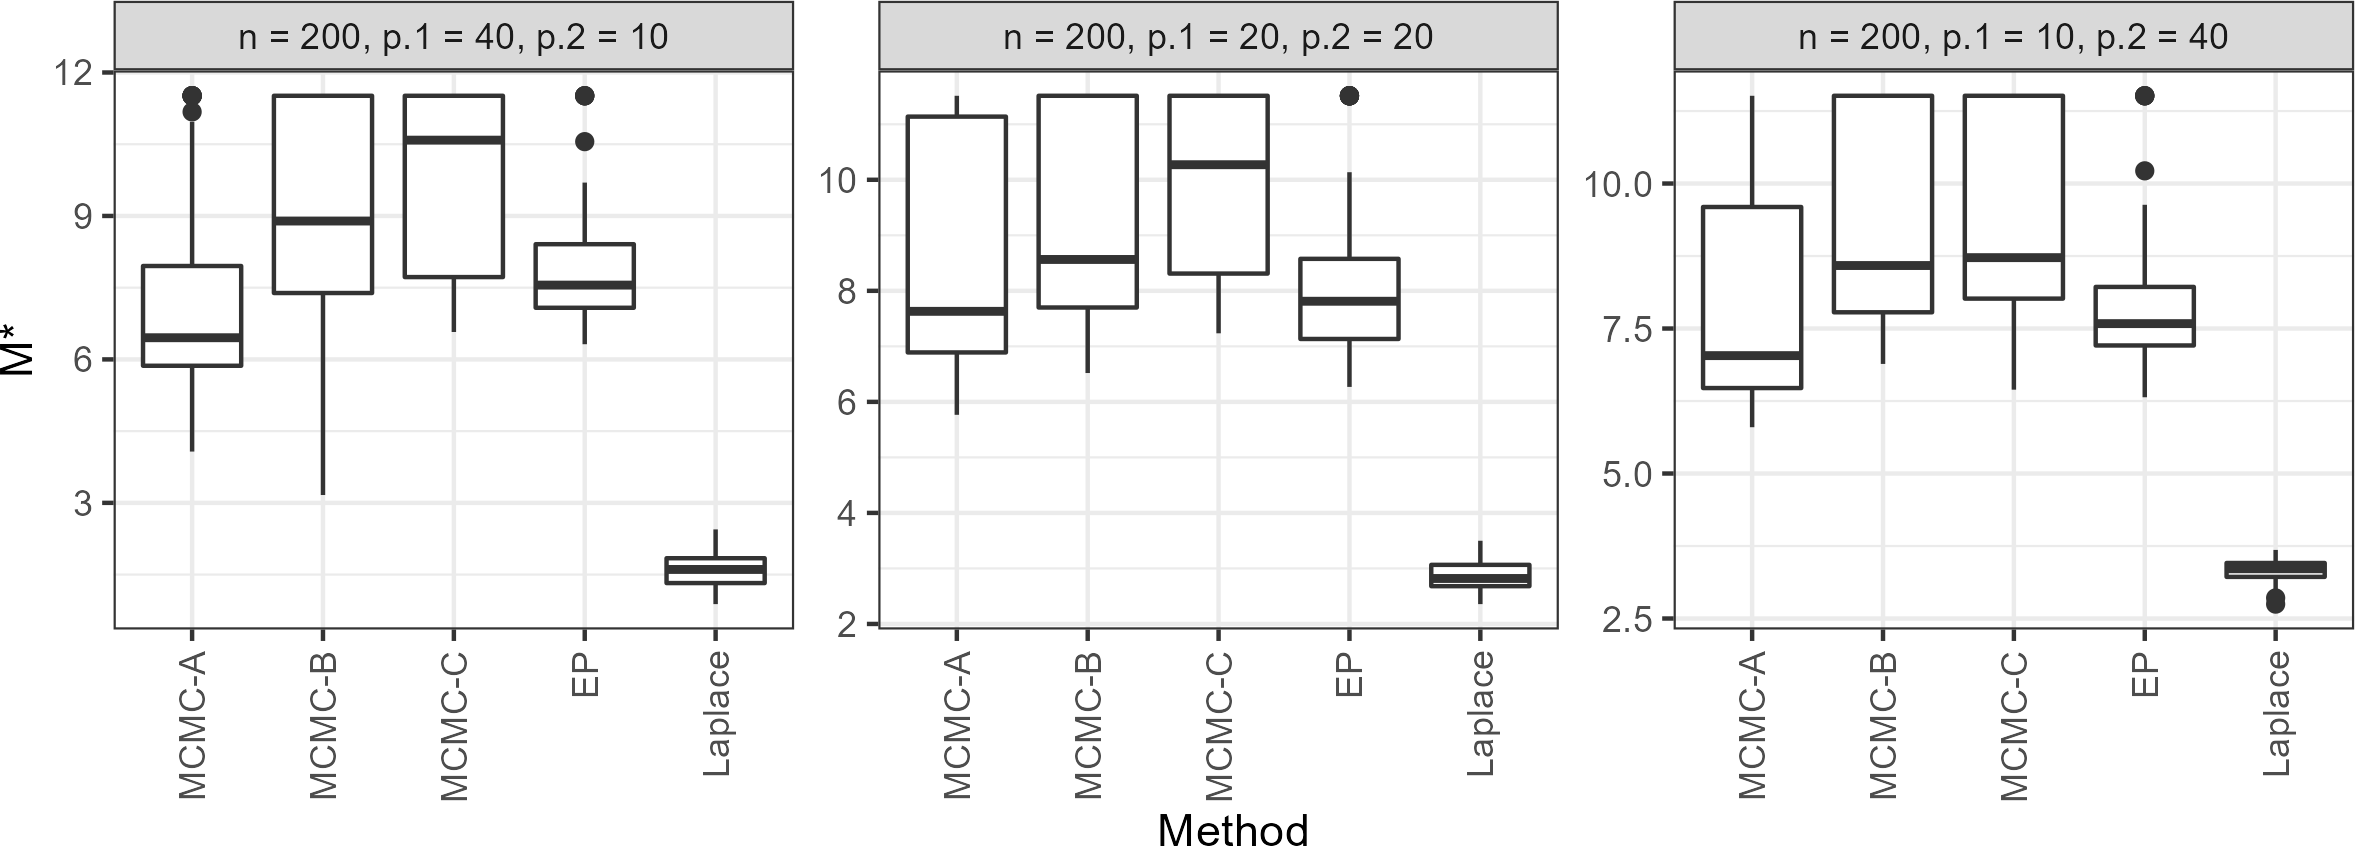 n = 200, p.1 = 40, p.2 = 10
n = 200, p.1 = 20, p.2 = 20
n = 200, p.1 = 10, p.2 = 40
M*
12
9
6
3
10
8
6
4
2
10.0
7.5
5.0
2.5
MCMC-A
MCMC-B
MCMC-C
EP
Laplace
MCMC-A
MCMC-B
MCMC-C
EP
Laplace
MCMC-A
MCMC-B
MCMC-C
EP
Laplace
Method